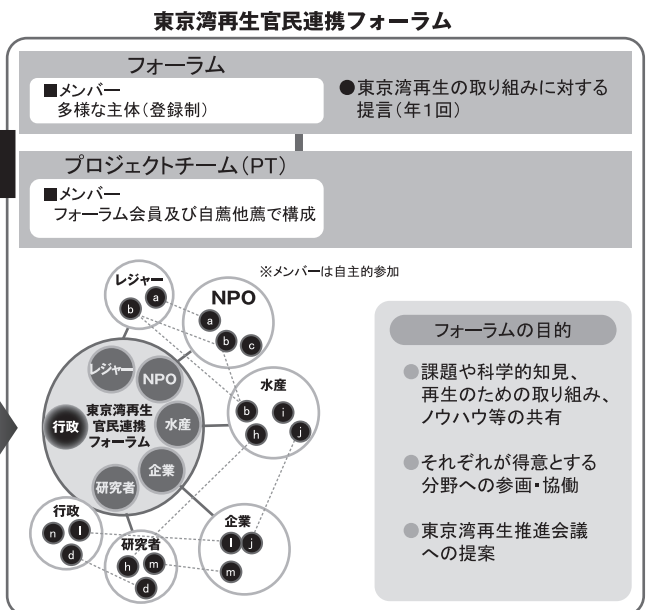 東京湾再生官民連携フォーラム
フォーラム
■メンバー
多様な主体(登録制)
●東京湾再生の取り組みに対する
提言(年1回)
プロジェクトチーム(PT)
■メンバー
フォーラム会員及び自薦他薦で構成
※メンバーは自主的参加
レジャー
a
b
NPO
a
b
c
水産
b
i
h
j
レジャー
NPO
行政
東京湾再生
官民連携
フォーラム
水産
企業
研究者
行政
n
l
d
研究者
h
m
d
企業
l
j
m
フォーラムの目的
●課題や科学的知見、
再生のための取り組み、
ノウハウ等の共有
●それぞれが得意とする
分野への参画・協働
●東京湾再生推進会議
への提案